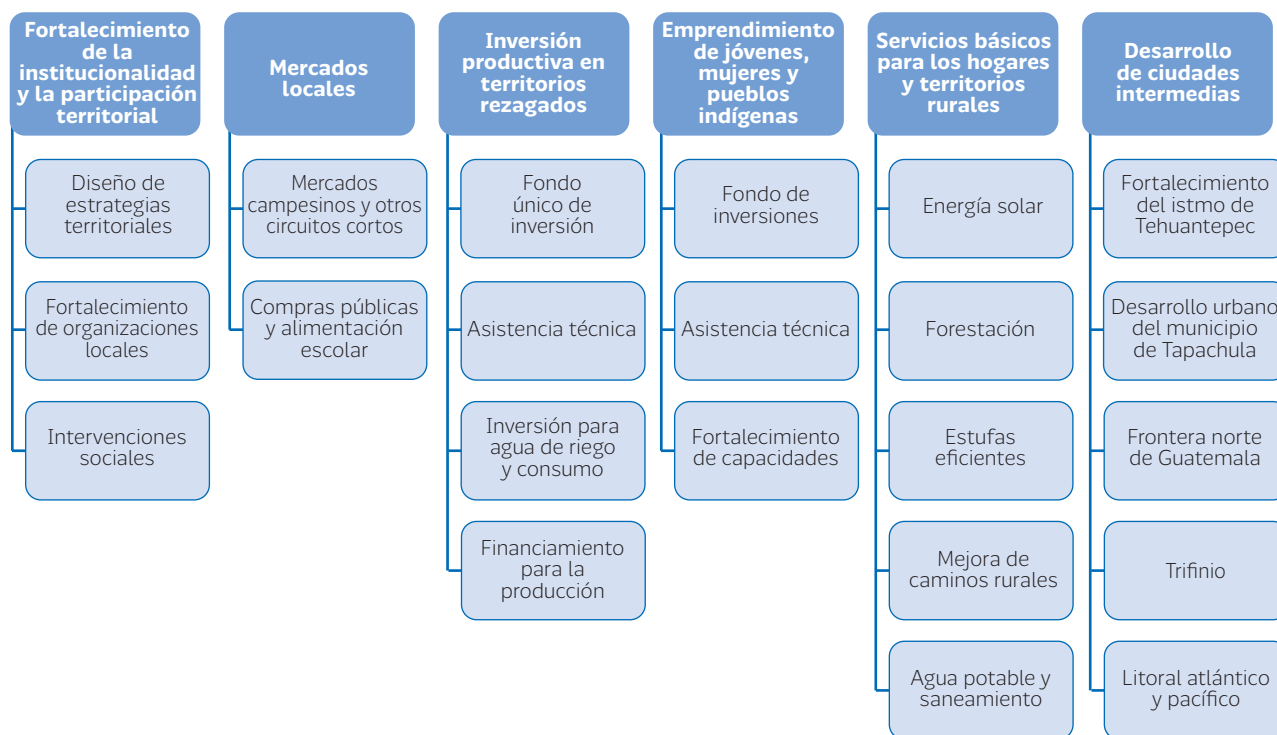 Fortalecimiento
de la
institucionalidad
y la participación
territorial
Diseño de
estrategias
territoriales
Fortalecimiento
de organizaciones
locales
Intervenciones
sociales
Mercados
locales
Mercados
campesinos y otros
circuitos cortos
Compras públicas
y alimentación
escolar
Inversión
productiva en
territorios
rezagados
Fondo
único de
inversión
Asistencia técnica
Inversión para
agua de riego
y consumo
Financiamiento
para la
producción
Emprendimiento
de jóvenes,
mujeres y
pueblos
indígenas
Fondo de
inversiones
Asistencia técnica
Fortalecimiento
de capacidades
Servicios básicos
para los hogares
y territorios
rurales
Energía solar
Forestación
Estufas
eficientes
Mejora de
caminos rurales
Agua potable y
saneamiento
Desarrollo
de ciudades
intermedias
Fortalecimiento
del istmo de
Tehuantepec
Desarrollo urbano
del municipio
de Tapachula
Frontera norte
de Guatemala
Trifinio
Litoral atlántico
y pacífico